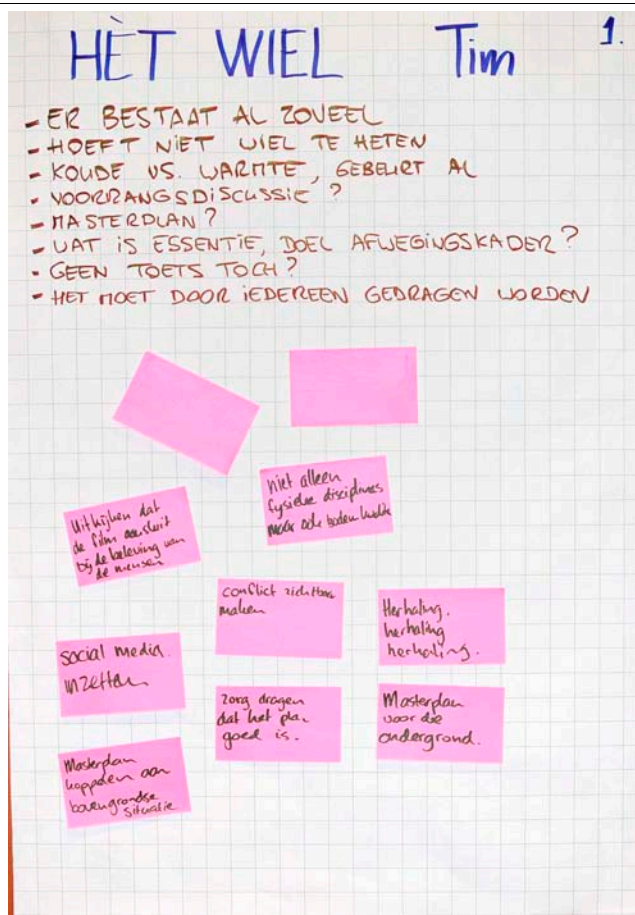 HÈT WIEL Tim 1.
- ER BESTAAT AL ZOVEEL
- HOEFT NIET WIEL TE HETEN
- KOUDE VS. WARMTE, GEBEURT AL
- VOORRANGSDISCUSSIE?
- MASTERPLAN?
- WAT IS ESSENTIE, DOEL AFWEGINGSKADER?
- GEEN TOETS TOCH?
- HET MOET DOOR IEDEREEN GEDRAGEN WORDEN
niet alleen
fysieke disciplines
maar ook bodemkunde
Uitkijken dat
de film aansluit
bij de beleving van
de mensen
conflict zichtbaar
maken
Herhaling.
herhaling
herhaling.
social media.
inzetten
zorg dragen
dat het plan
goed is.
Masterplan
voor die
ondergrond.
Masterplan
koppelen aan
bovengrondse
situatie